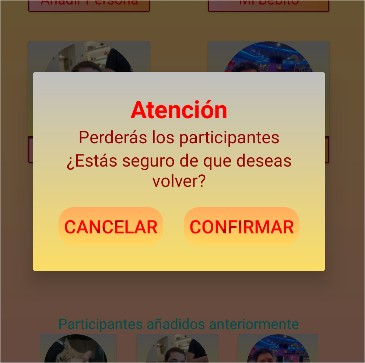 Añadir Persona
Mi Bebito
Atención
Perderás los participantes
¿Estás seguro de que deseas
volver?
CANCELAR
CONFIRMAR
Participantes añadidos anteriormente